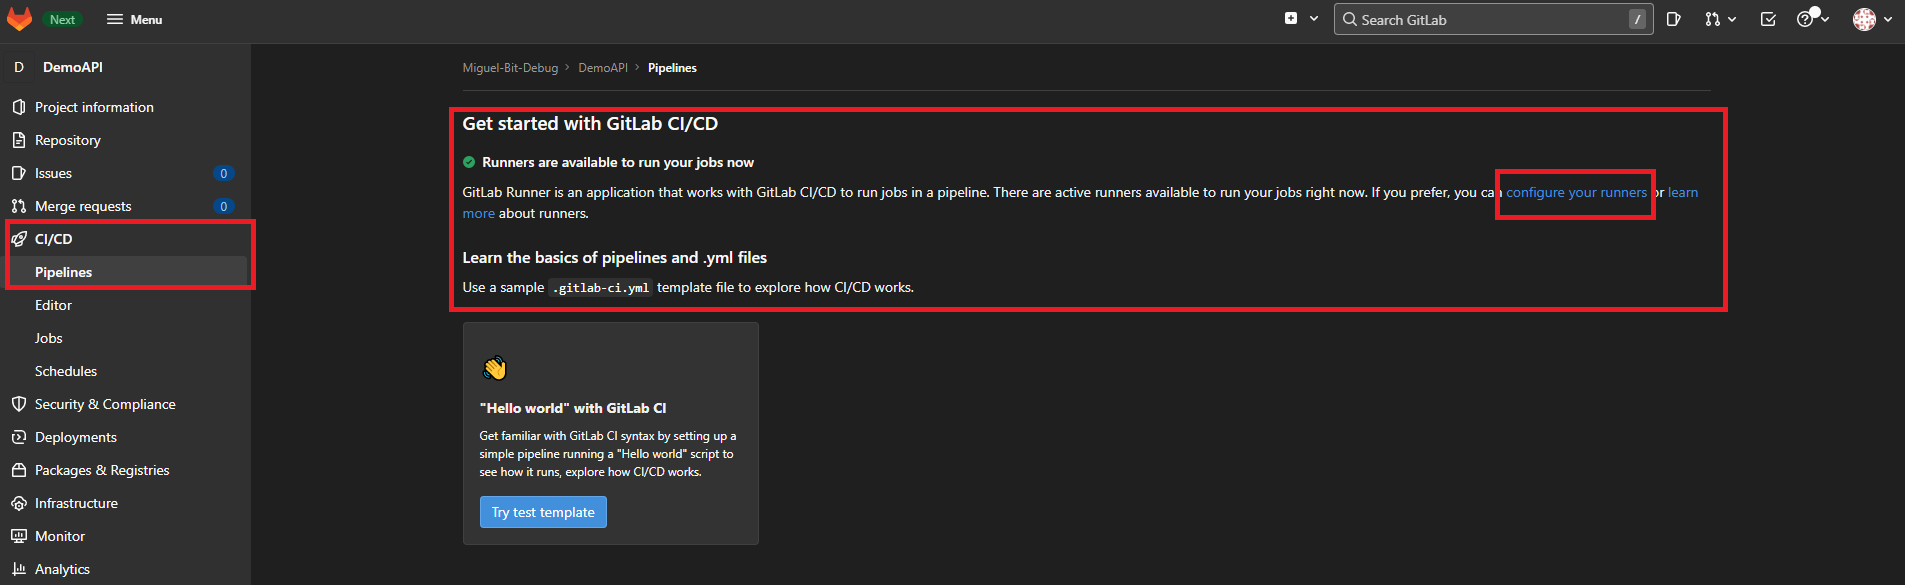 Next
Menu
Search GitLab
/
D DemoAPI
Project information
Repository
Issues 0
Merge requests 0
CI/CD
Pipelines
Editor
Jobs
Schedules
Security & Compliance
Deployments
Packages & Registries
Infrastructure
Monitor
Analytics
Miguel-Bit-Debug > DemoAPI > Pipelines
Get started with GitLab CI/CD
Runners are available to run your jobs now
GitLab Runner is an application that works with GitLab CI/CD to run jobs in a pipeline. There are active runners available to run your jobs right now. If you prefer, you can configure your runners or learn
more about runners.
Learn the basics of pipelines and .yml files
Use a sample .gitlab-ci.yml template file to explore how CI/CD works.
"Hello world" with GitLab CI
Get familiar with GitLab CI syntax by setting up a
simple pipeline running a "Hello world" script to
see how it runs, explore how CI/CD works.
Try test template